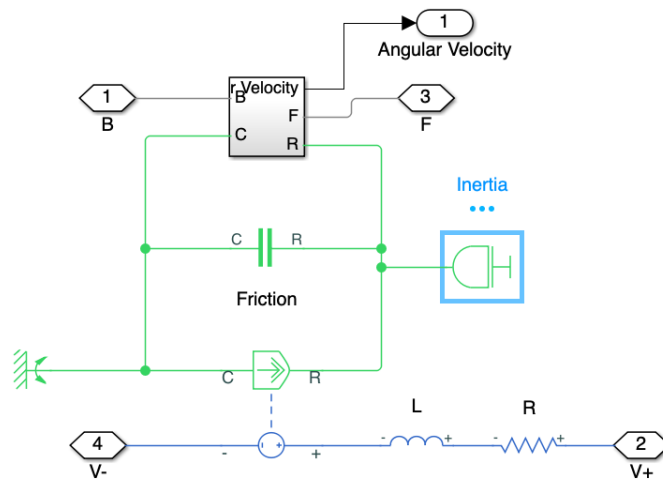 1
Angular Velocity
r Velocity
1
B
B
F
3
F
C
R
Inertia
C
R
Friction
C
R
L
R
4
V-
-
+
-
+
-
+
2
V+